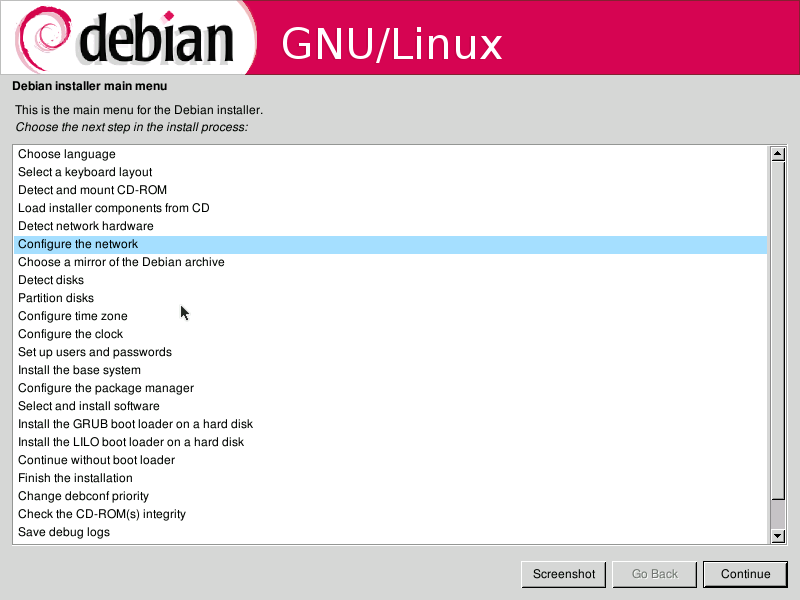 debian GNU/Linux
Debian installer main menu
This is the main menu for the Debian installer.
Choose the next step in the install process:
Choose language
Select a keyboard layout
Detect and mount CD-ROM
Load installer components from CD
Detect network hardware
Configure the network
Choose a mirror of the Debian archive
Detect disks
Partition disks
Configure time zone
Configure the clock
Set up users and passwords
Install the base system
Configure the package manager
Select and install software
Install the GRUB boot loader on a hard disk
Install the LILO boot loader on a hard disk
Continue without boot loader
Finish the installation
Change debconf priority
Check the CD-ROM(s) integrity
Save debug logs
Screenshot Go Back Continue